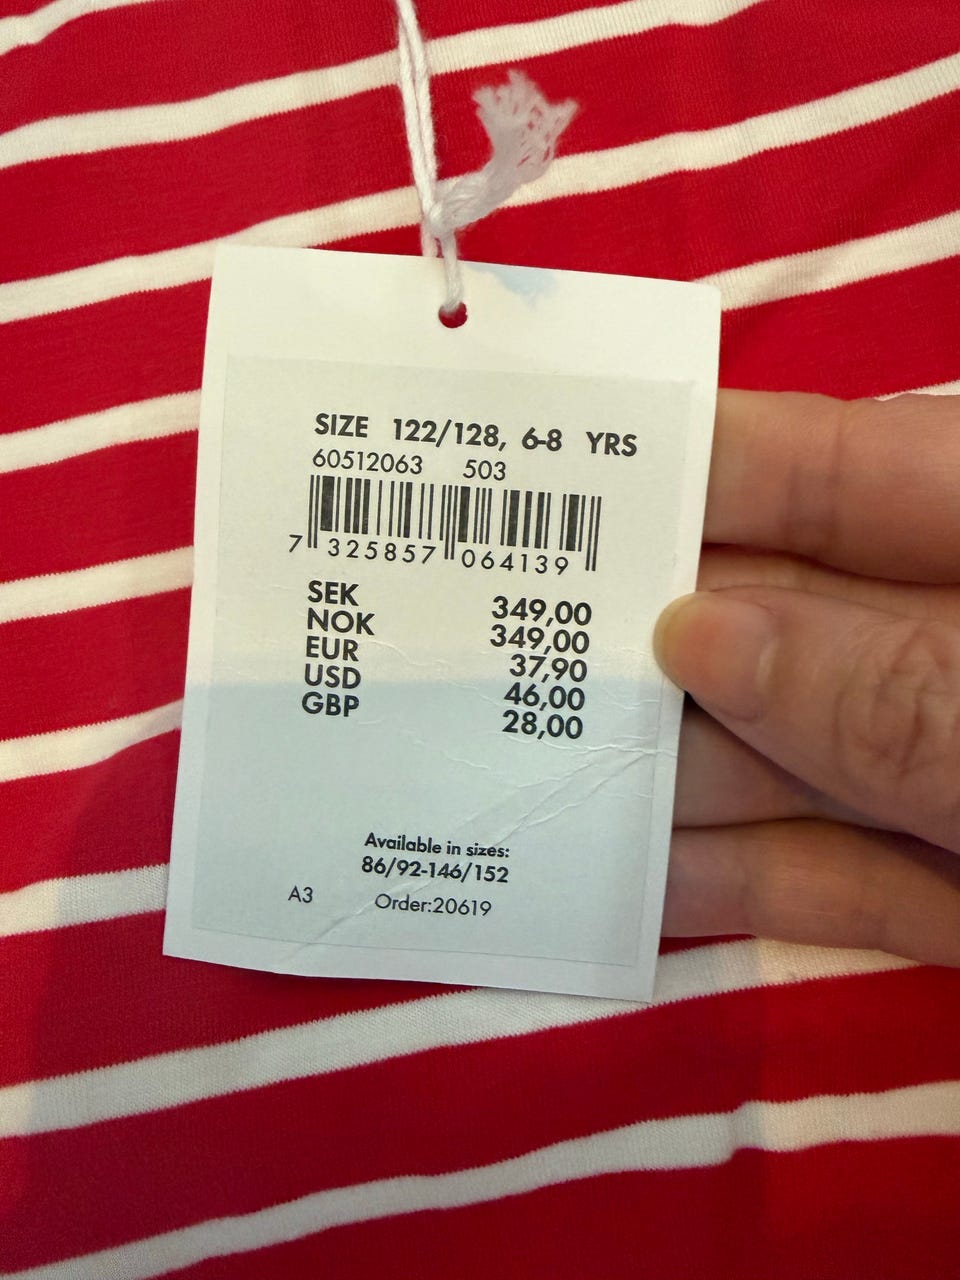 SIZE 122/128, 6-8 YRS
60512063 503
7 325857 064139
SEK 349,00
NOK 349,00
EUR 37,90
USD 46,00
GBP 28,00
Available in sizes:
86/92-146/152
A3 Order:20619